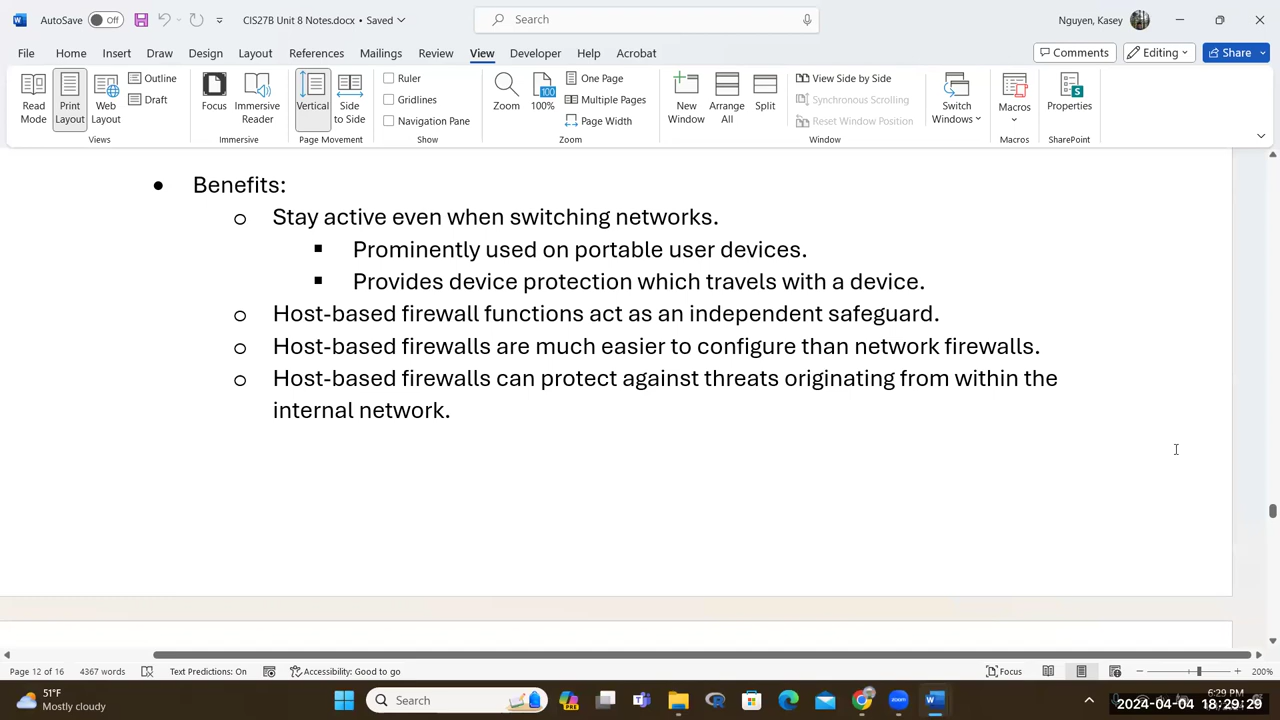 AutoSave Off CIS27B Unit 8 Notes.docx • Saved Search Nguyen, Kasey
File Home Insert Draw Design Layout References Mailings Review View Developer Help Acrobat Comments Editing Share
Read Mode Print Layout Web Layout Outline Draft
Views
Focus Immersive Reader
Immersive
Vertical Side to Side
Page Movement
Ruler
Gridlines
Navigation Pane
Show
Zoom 100% One Page
Multiple Pages
Page Width
Zoom
New Window Arrange All Split
View Side by Side
Synchronous Scrolling
Reset Window Position
Switch Windows
Window
Macros
Macros
Properties
SharePoint
• Benefits:
o Stay active even when switching networks.
▪ Prominently used on portable user devices.
▪ Provides device protection which travels with a device.
o Host-based firewall functions act as an independent safeguard.
o Host-based firewalls are much easier to configure than network firewalls.
o Host-based firewalls can protect against threats originating from within the
internal network.
Page 12 of 16 4367 words Text Predictions: On Accessibility: Good to go Focus 200%
51°F
Mostly cloudy
Search
6:29 PM
2024-04-04 18:29:29